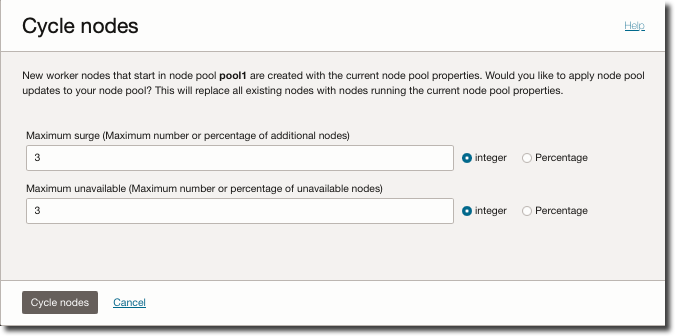 Cycle nodes
Help
New worker nodes that start in node pool pool1 are created with the current node pool properties. Would you like to apply node pool
updates to your node pool? This will replace all existing nodes with nodes running the current node pool properties.
Maximum surge (Maximum number or percentage of additional nodes)
3
integer
Percentage
Maximum unavailable (Maximum number or percentage of unavailable nodes)
3
integer
Percentage
Cycle nodes
Cancel